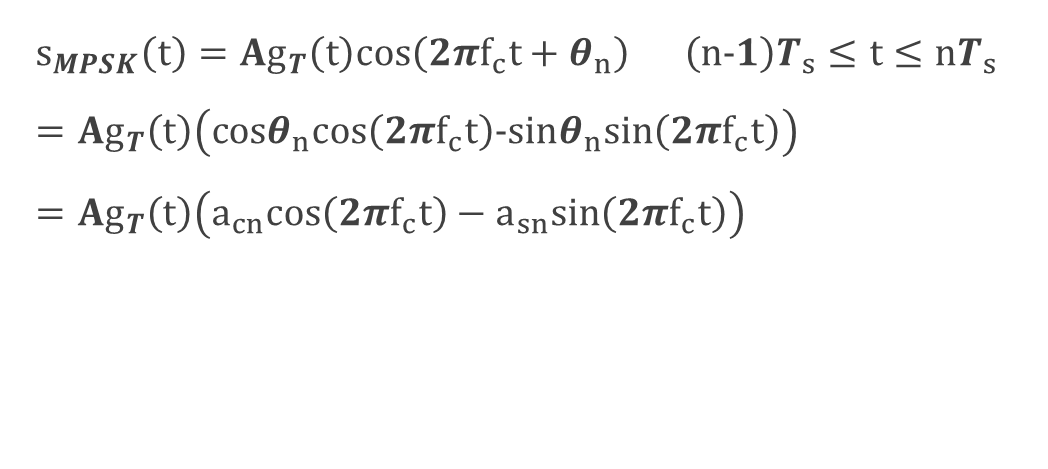 s_MPSK(t) = Ag_T(t)cos(2πf_ct + θ_n) (n-1)T_s ≤ t ≤ nT_s
= Ag_T(t)(cosθ_ncos(2πf_ct)-sinθ_nsin(2πf_ct))
= Ag_T(t)(a_cncos(2πf_ct) − a_snsin(2πf_ct))